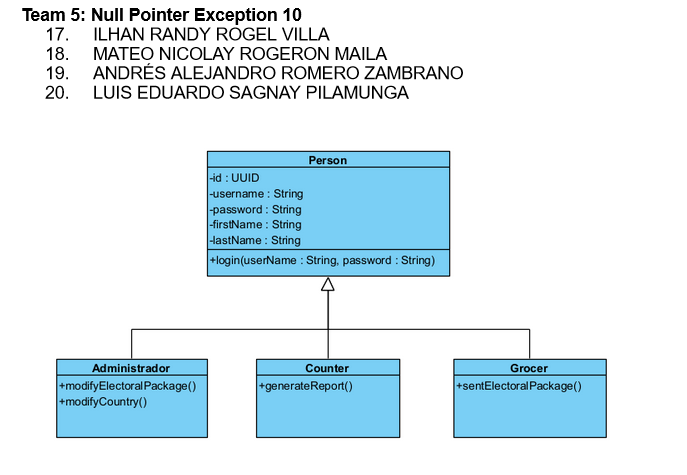 Team 5: Null Pointer Exception 10
17. ILHAN RANDY ROGEL VILLA
18. MATEO NICOLAY ROGERON MAILA
19. ANDRÉS ALEJANDRO ROMERO ZAMBRANO
20. LUIS EDUARDO SAGNAY PILAMUNGA
Person
-id : UUID
-username : String
-password : String
-firstName : String
-lastName : String
+login(userName : String, password : String)
Administrador
+modifyElectoralPackage()
+modifyCountry()
Counter
+generateReport()
Grocer
+sentElectoralPackage()